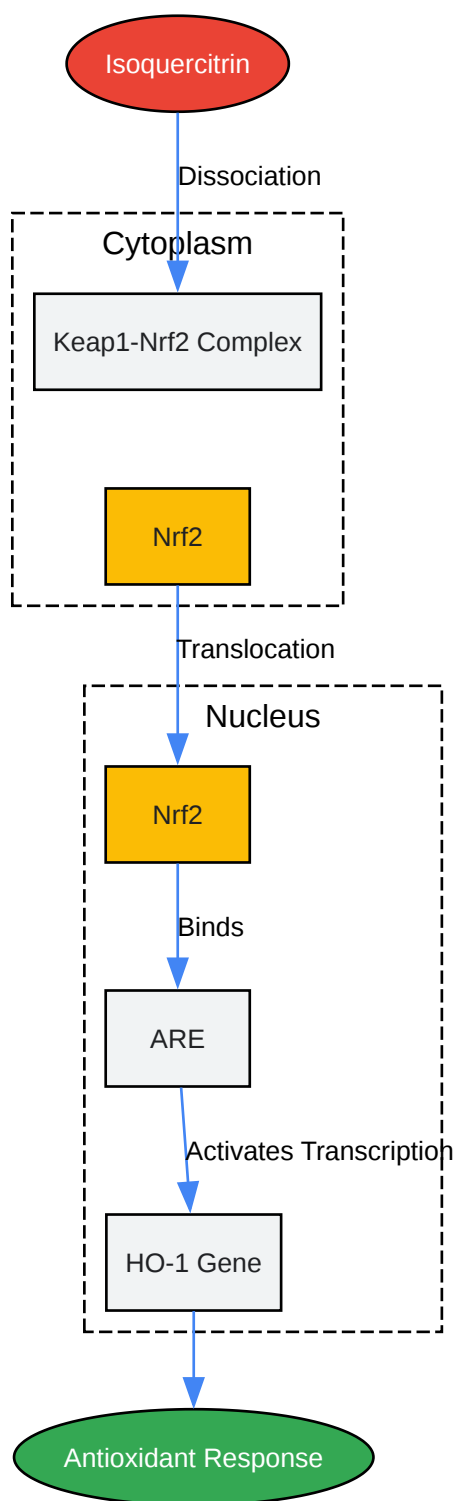 Isoquercitrin
Dissociation
Cytoplasm
Keap1-Nrf2 Complex
Nrf2
Translocation
Nucleus
Nrf2
Binds
ARE
Activates Transcription
HO-1 Gene
Antioxidant Response